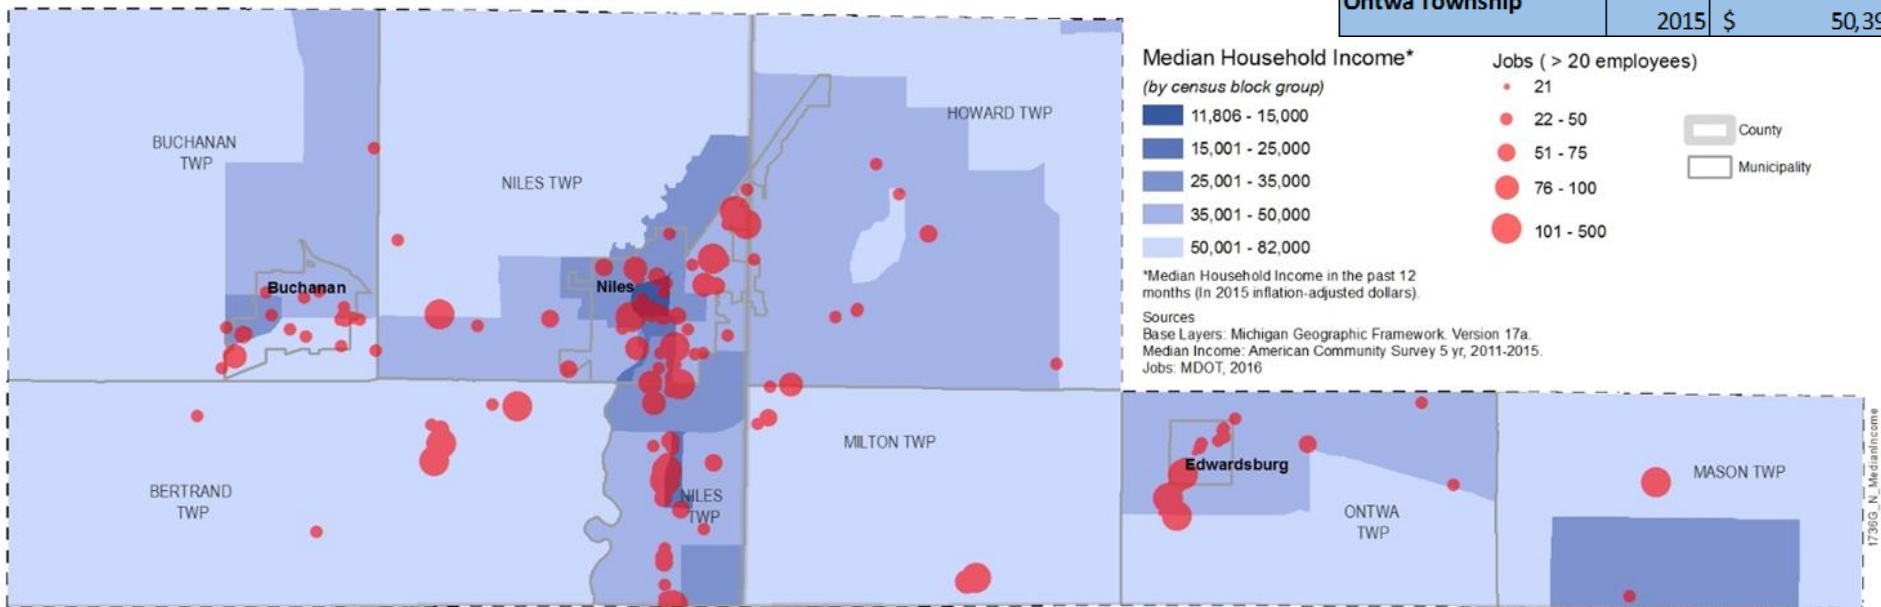 Ontwa Township
2015 $ 50,39
Median Household Income*
(by census block group)
11,806 - 15,000
15,001 - 25,000
25,001 - 35,000
35,001 - 50,000
50,001 - 82,000
*Median Household Income in the past 12
months (In 2015 inflation-adjusted dollars).
Sources
Base Layers: Michigan Geographic Framework. Version 17a.
Median Income: American Community Survey 5 yr, 2011-2015.
Jobs: MDOT, 2016
Jobs ( > 20 employees)
21
22 - 50
51 - 75
76 - 100
101 - 500
County
Municipality
BUCHANAN
TWP
NILES TWP
HOWARD TWP
Buchanan
Niles
BERTRAND
TWP
NILES
TWP
MILTON TWP
Edwardsburg
ONTWA
TWP
MASON TWP
1736G_N_MedianIncome